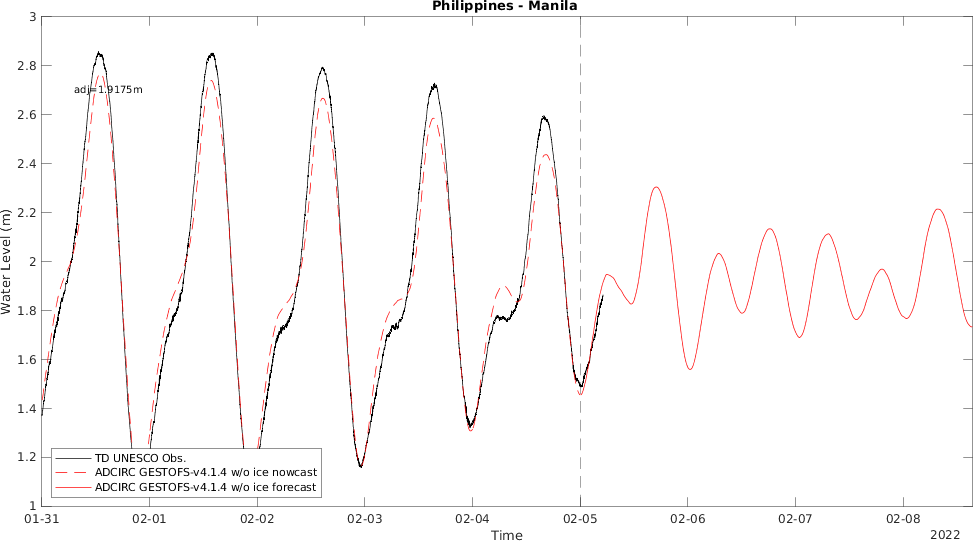 Philippines - Manila
3
2.8
2.6
2.4
2.2
2
1.8
1.6
1.4
1.2
1
Water Level (m)
adj=1.9175m
TD UNESCO Obs.
ADCIRC GESTOFS-v4.1.4 w/o ice nowcast
ADCIRC GESTOFS-v4.1.4 w/o ice forecast
01-31 02-01 02-02 02-03 02-04 02-05 02-06 02-07 02-08
Time
2022